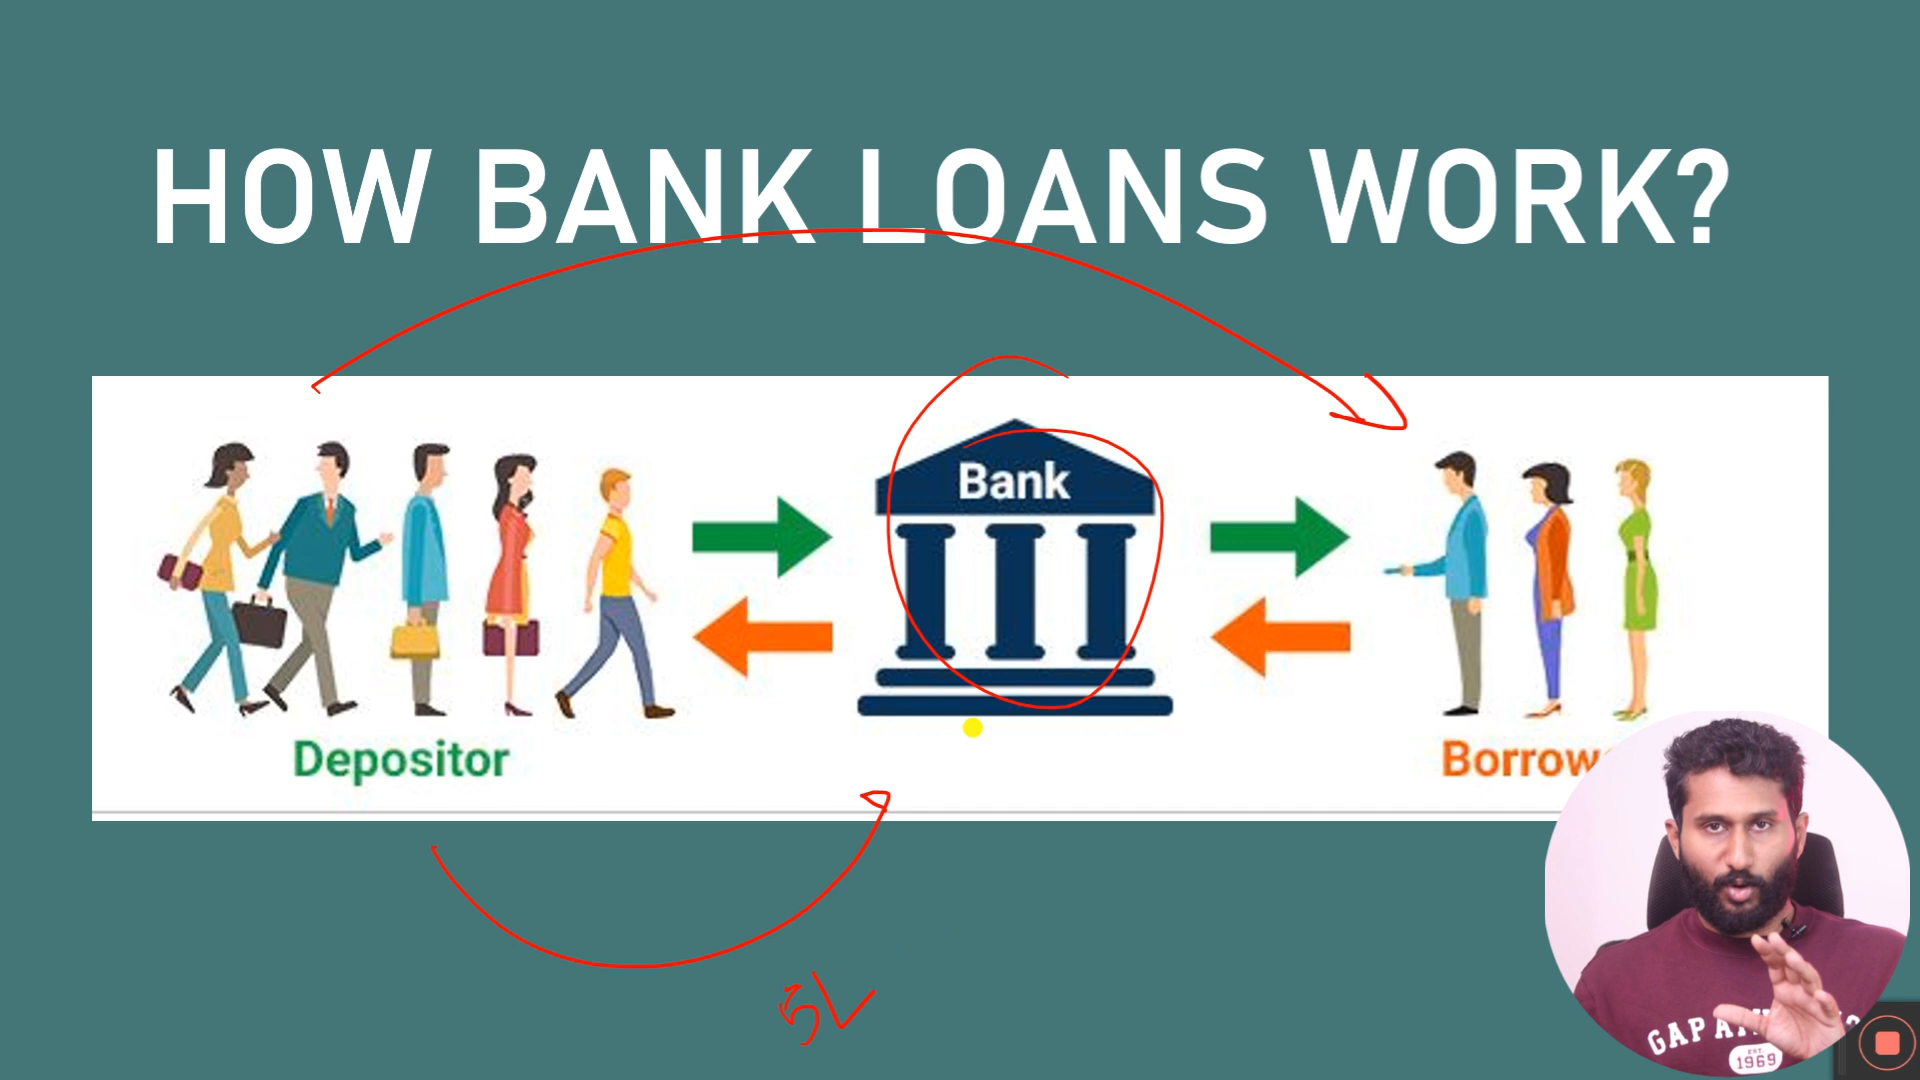 HOW BANK LOANS WORK?
Bank
Depositor
Borrow
5L
GAP
1969